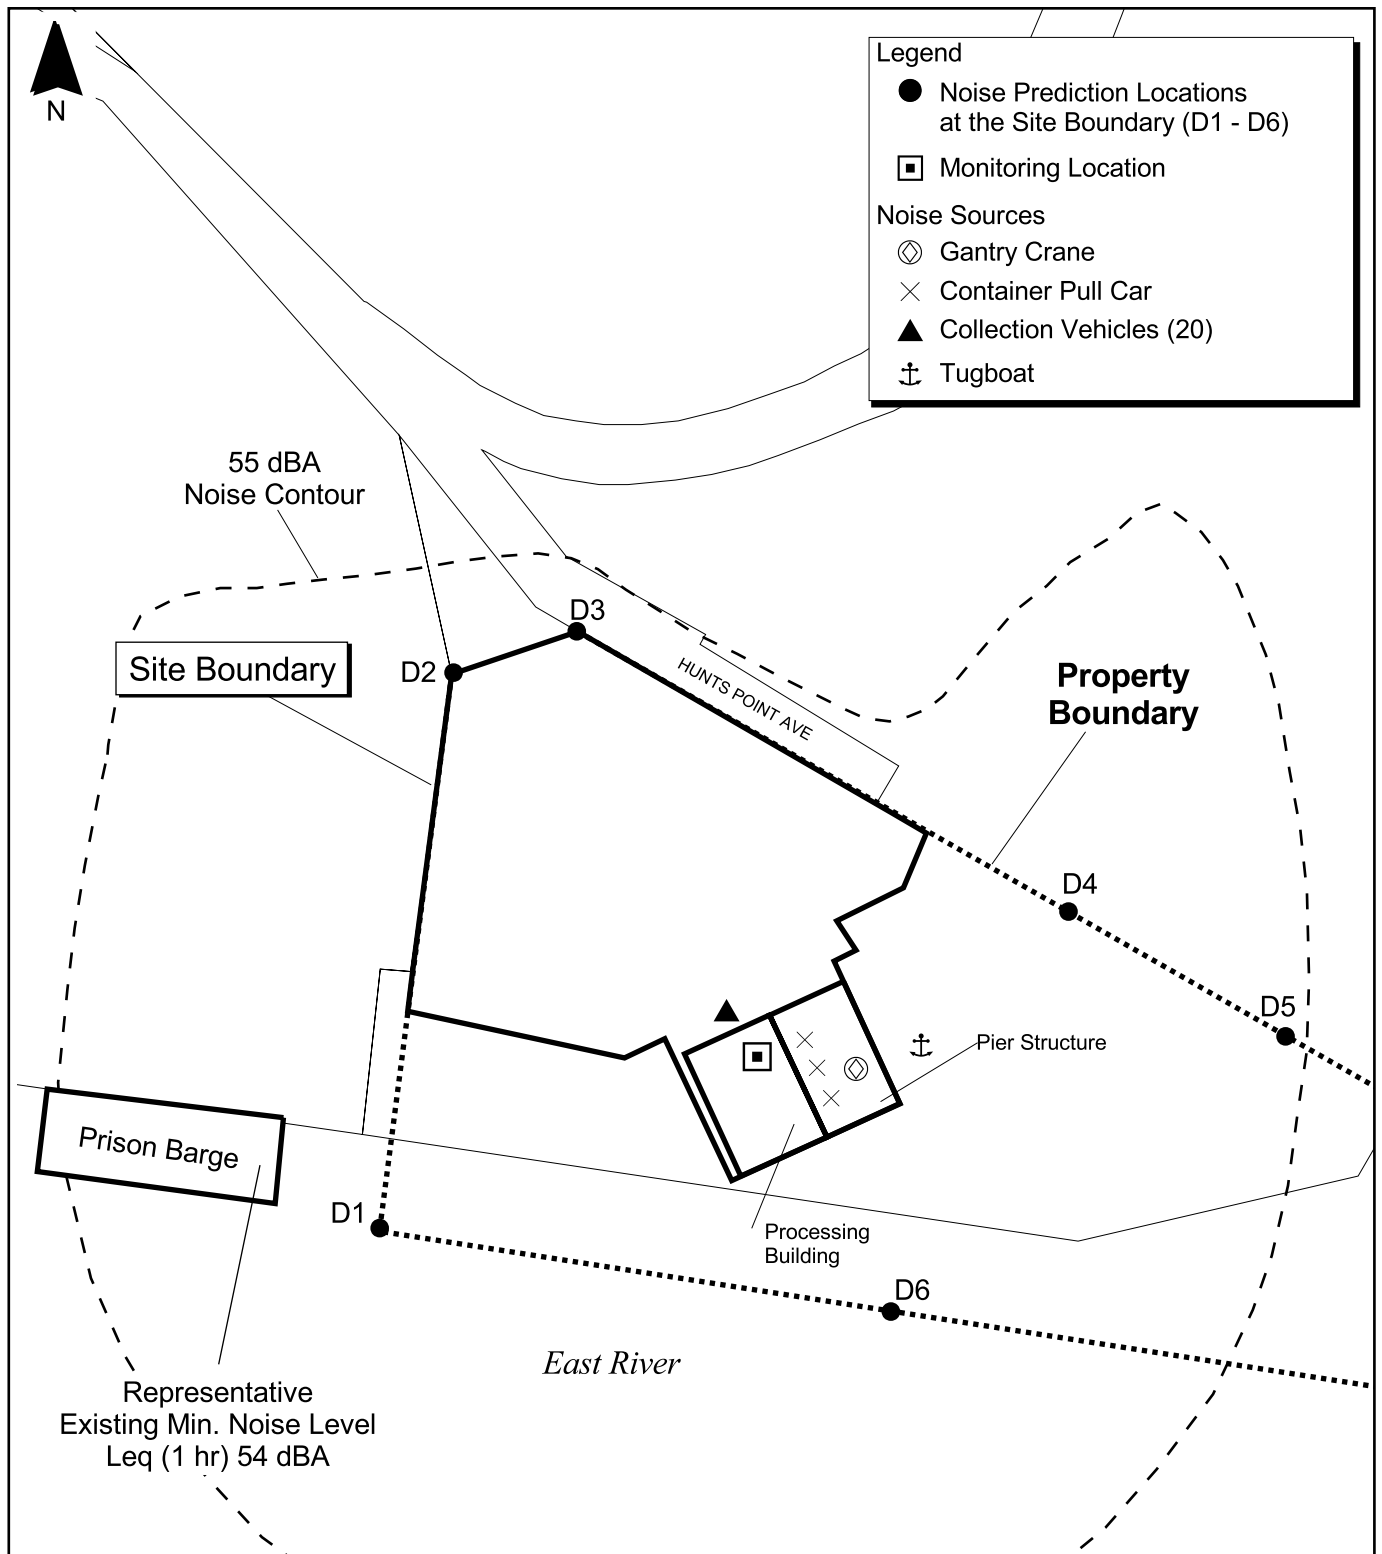 N
Legend
Noise Prediction Locations
at the Site Boundary (D1 - D6)
Monitoring Location
Noise Sources
Gantry Crane
Container Pull Car
Collection Vehicles (20)
Tugboat
55 dBA
Noise Contour
D3
D2
Site Boundary
HUNTS POINT AVE
Property
Boundary
D4
D5
Pier Structure
Prison Barge
D1
Processing
Building
D6
East River
Representative
Existing Min. Noise Level
Leq (1 hr) 54 dBA